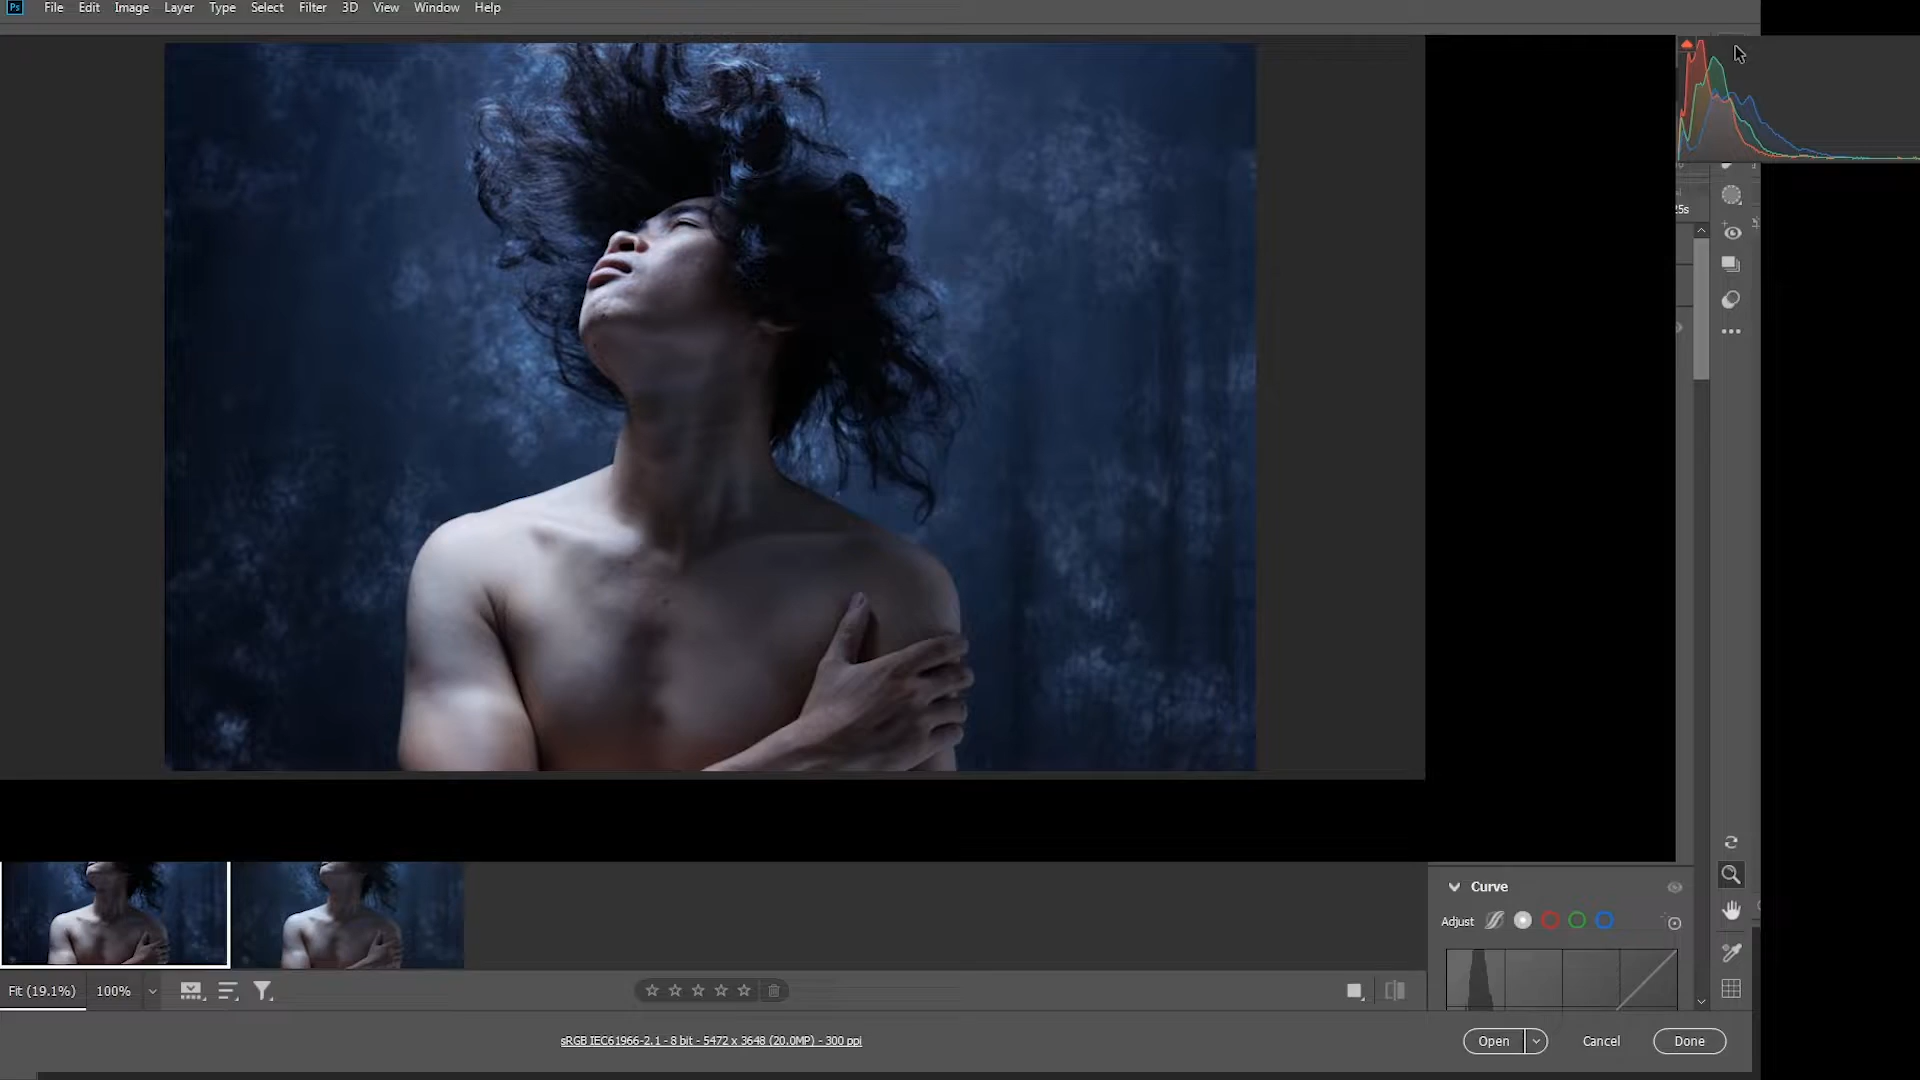 Ps File Edit Image Layer Type Select Filter 3D View Window Help
25s
Curve
Adjust
Fit (19.1%) 100%
sRGB IEC61966-2.1 - 8 bit - 5472 x 3648 (20.0MP) - 300 ppi
Open Cancel Done